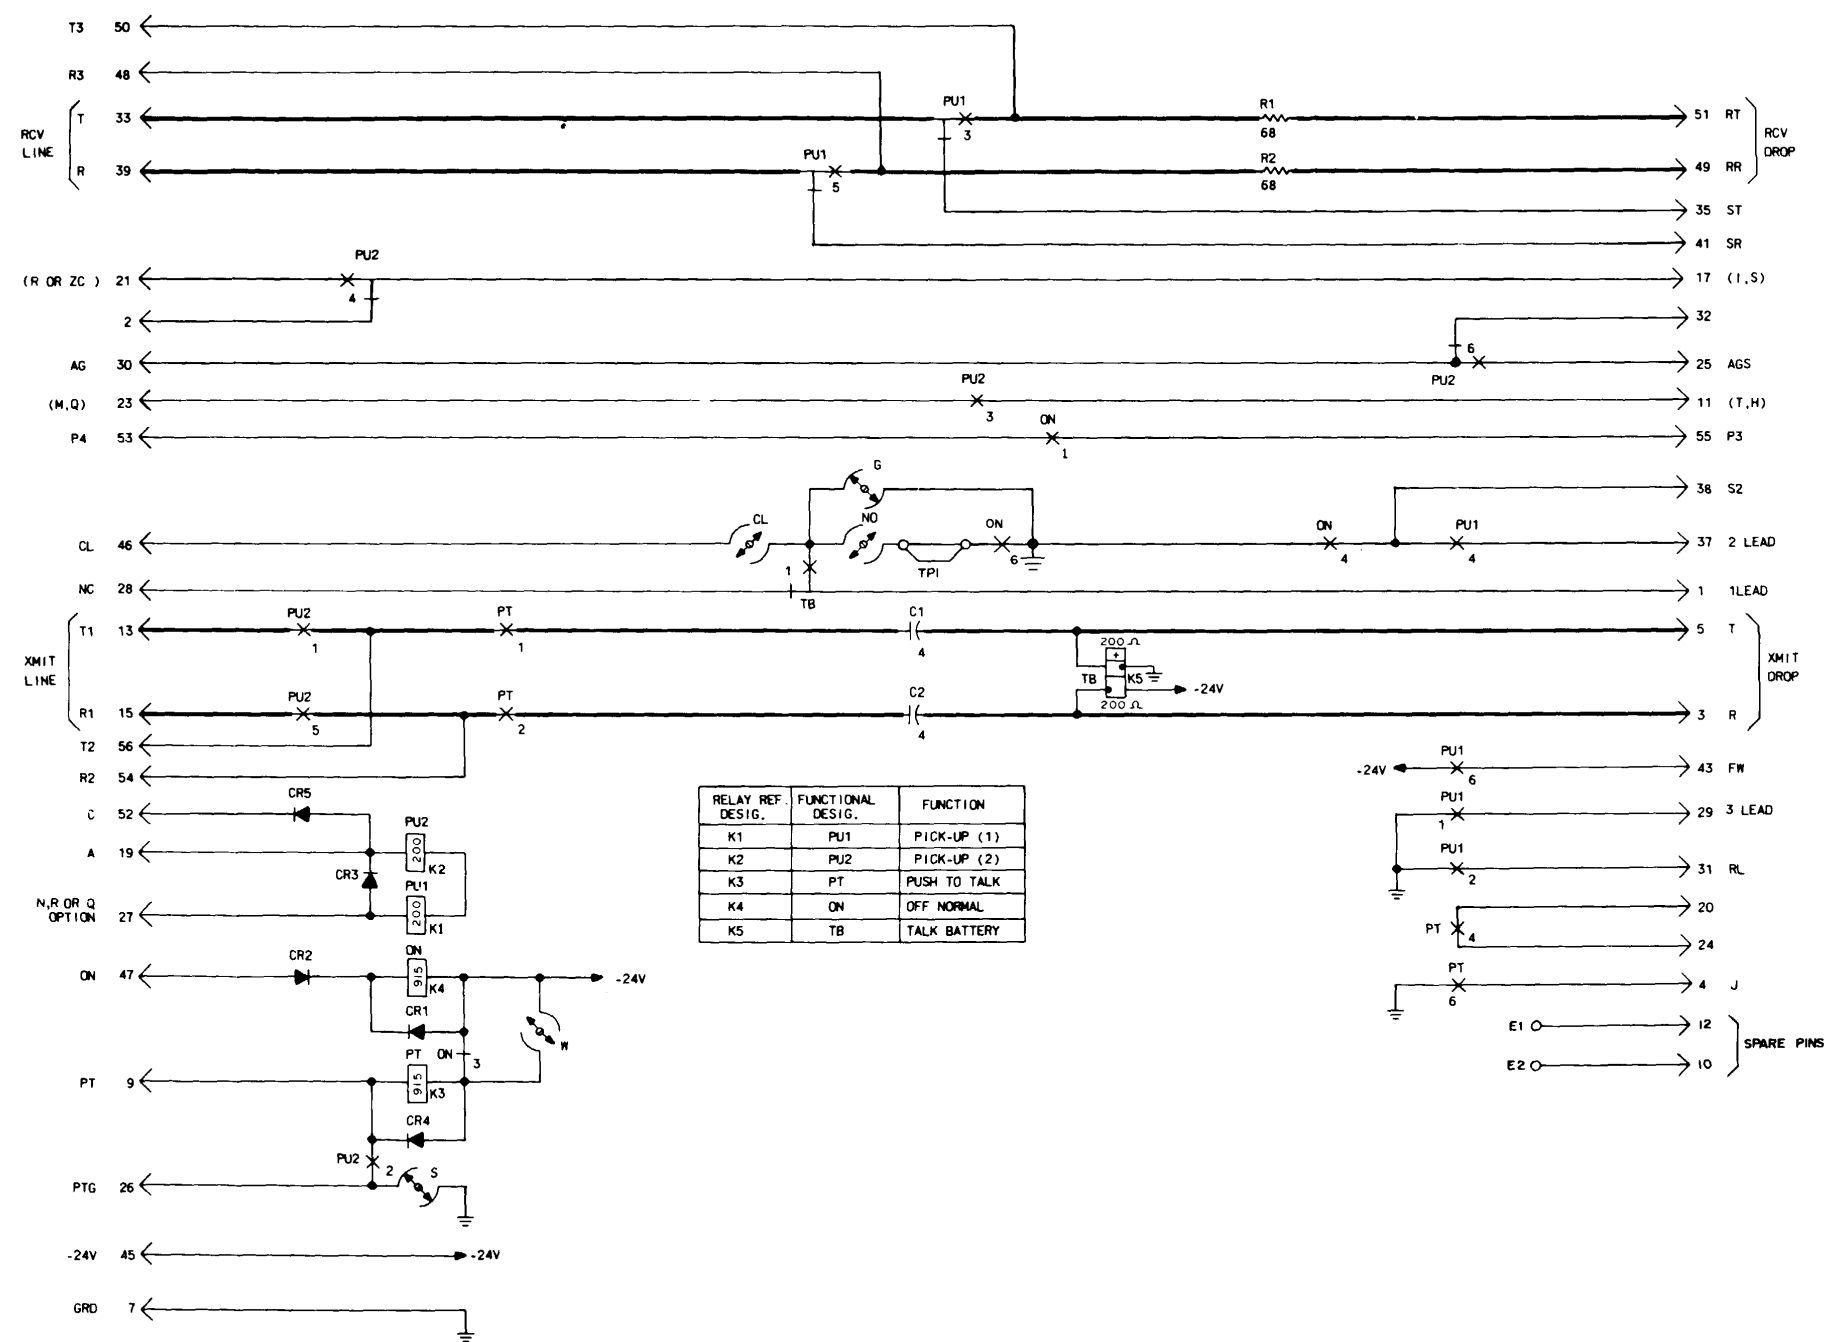 T3 50
R3 48
RCV LINE
T 33
PU1
3
R1
68
51 RT
RCV DROP
R 39
PU1
5
R2
68
49 RR
35 ST
41 SR
(R OR ZC ) 21
PU2
4
17 (I,S)
2
32
AG 30
6
PU2
25 AGS
(M,Q) 23
PU2
3
11 (T,H)
P4 53
ON
1
55 P3
G
38 S2
CL 46
CL
NO
TPI
ON
6
ON
4
PU1
4
37 2 LEAD
NC 28
1
TB
1 1LEAD
XMIT LINE
T1 13
PU2
1
PT
1
C1
4
200 Ω
+
TB K5
-24V
200 Ω
5 T
XMIT DROP
R1 15
PU2
5
PT
2
C2
4
3 R
T2 56
R2 54
-24V
PU1
6
43 FW
C 52
CR5
PU1
1
29 3 LEAD
A 19
PU2
200
K2
CR3
PU1
2
31 RL
N,R OR Q
OPTION 27
PU1
200
K1
RELAY REF. DESIG. FUNCTIONAL DESIG. FUNCTION
K1 PU1 PICK-UP (1)
K2 PU2 PICK-UP (2)
K3 PT PUSH TO TALK
K4 ON OFF NORMAL
K5 TB TALK BATTERY
20
PT 4
24
ON 47
CR2
ON
915
K4
-24V
CR1
PT
6
4 J
ON
3
W
E1 12
E2 10
SPARE PINS
PT 9
PT
915
K3
CR4
PU2
2
PTG 26
S
-24V 45
-24V
GRD 7